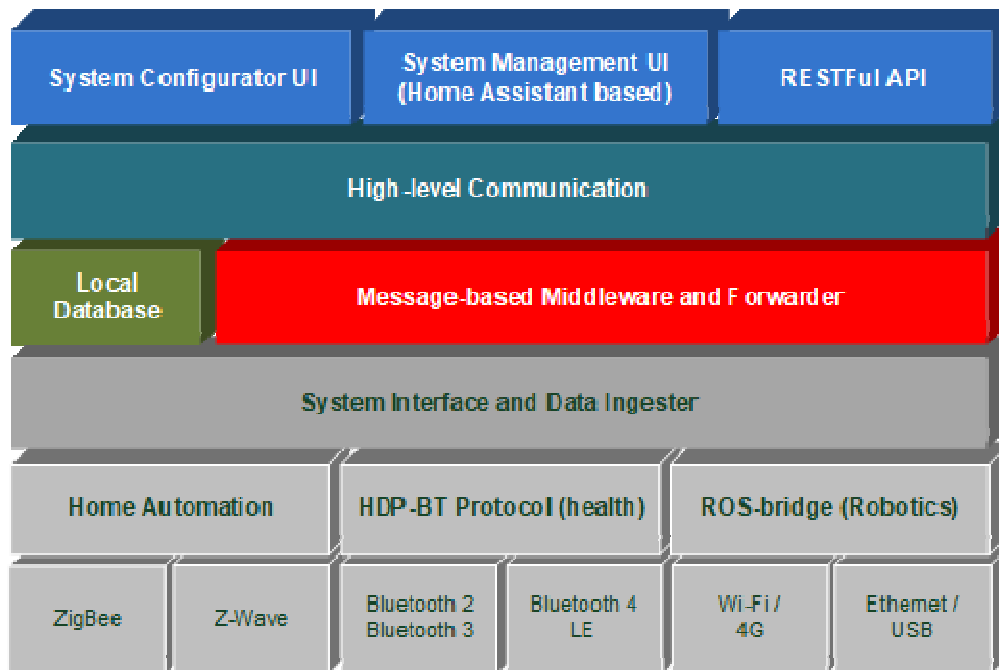 System Configurator UI
System Management UI
(Home Assistant based)
RESTFul API
High-level Communication
Local
Database
Message-based Middleware and Forwarder
System Interface and Data Ingester
Home Automation
HDP-BT Protocol (health)
ROS-bridge (Robotics)
ZigBee
Z-Wave
Bluetooth 2
Bluetooth 3
Bluetooth 4
LE
Wi-Fi /
4G
Ethernet /
USB